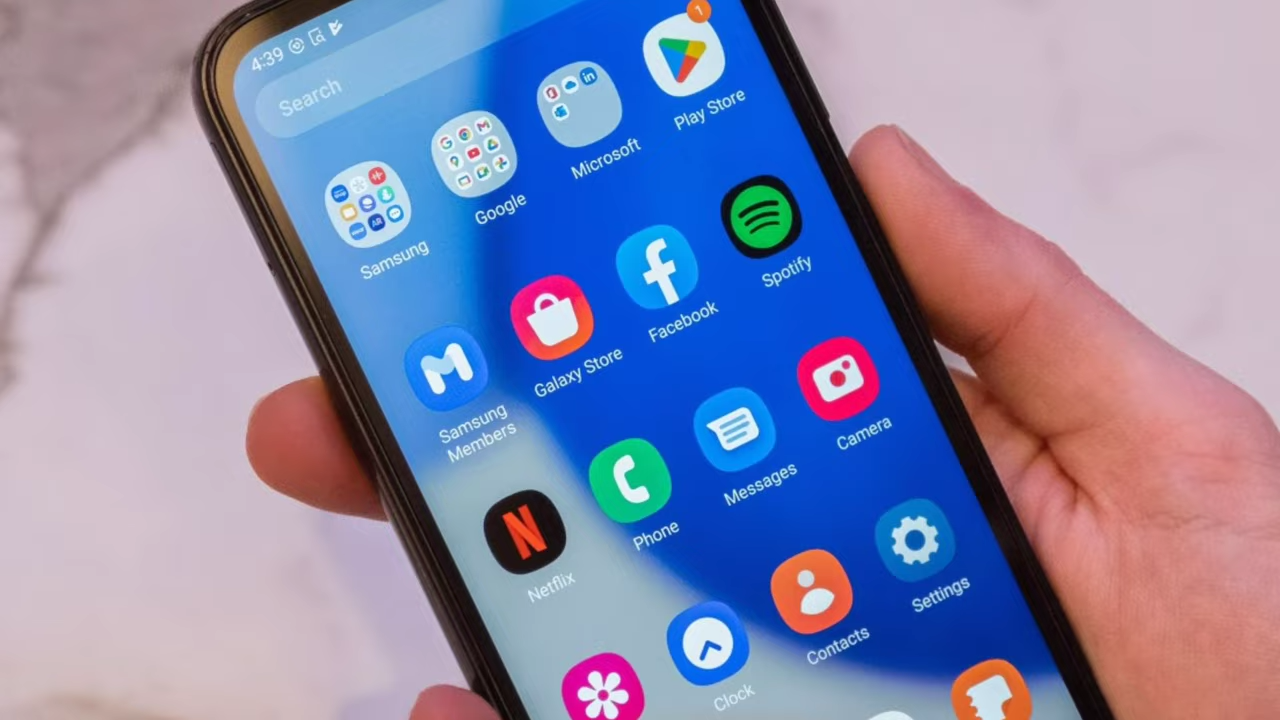 4:39
Search
Samsung
Google
Microsoft
1
Play Store
Samsung
Members
Galaxy Store
Facebook
Spotify
Netflix
Phone
Messages
Camera
Clock
Contacts
Settings